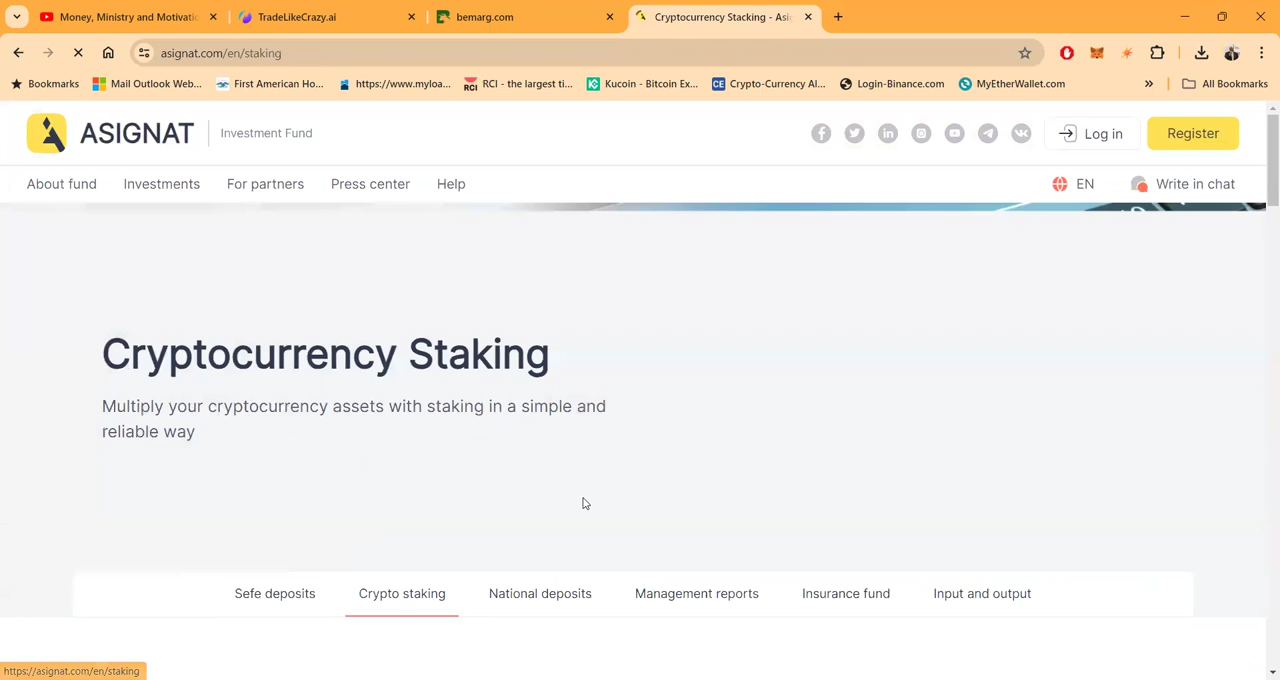 Money, Ministry and Motivatio
TradeLikeCrazy.ai
bemarg.com
Cryptocurrency Stacking - Asi
asignat.com/en/staking
Bookmarks
Mail Outlook Web...
First American Ho...
https://www.myloa...
RCI - the largest ti...
Kucoin - Bitcoin Ex...
Crypto-Currency Al...
Login-Binance.com
MyEtherWallet.com
All Bookmarks
ASIGNAT
Investment Fund
Log in
Register
About fund
Investments
For partners
Press center
Help
EN
Write in chat
Cryptocurrency Staking
Multiply your cryptocurrency assets with staking in a simple and
reliable way
Sefe deposits
Crypto staking
National deposits
Management reports
Insurance fund
Input and output
https://asignat.com/en/staking